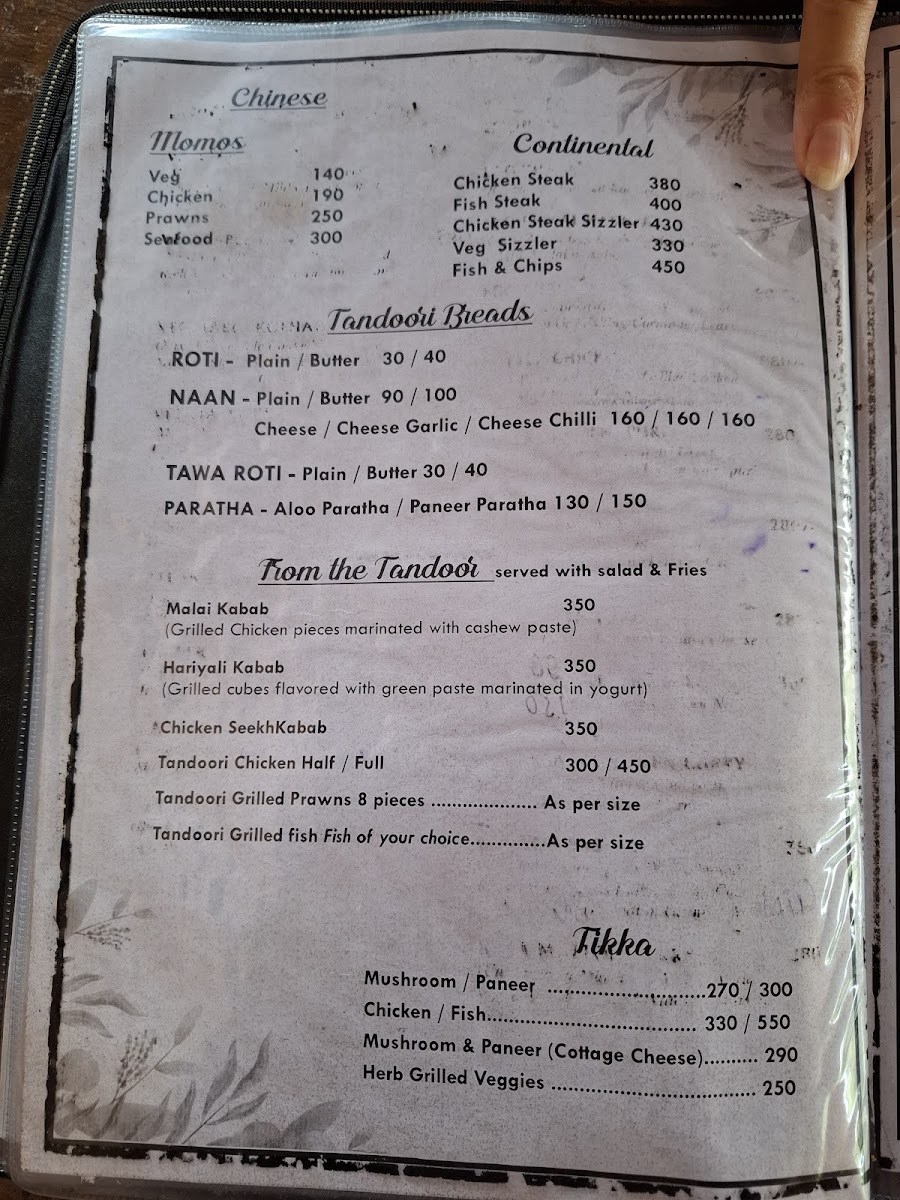 Chinese
Momos
Veg 140
Chicken 190
Prawns 250
Seafood 300
Continental
Chicken Steak 380
Fish Steak 400
Chicken Steak Sizzler 430
Veg Sizzler 330
Fish & Chips 450
Tandoori Breads
ROTI - Plain / Butter 30 / 40
NAAN - Plain / Butter 90 / 100
Cheese / Cheese Garlic / Cheese Chilli 160 / 160 / 160
TAWA ROTI - Plain / Butter 30 / 40
PARATHA - Aloo Paratha / Paneer Paratha 130 / 150
From the Tandoor served with salad & Fries
Malai Kabab 350
(Grilled Chicken pieces marinated with cashew paste)
Hariyali Kabab 350
(Grilled cubes flavored with green paste marinated in yogurt)
Chicken SeekhKabab 350
Tandoori Chicken Half / Full 300 / 450
Tandoori Grilled Prawns 8 pieces .................... As per size
Tandoori Grilled fish Fish of your choice..............As per size
Tikka
Mushroom / Paneer ..............................270 / 300
Chicken / Fish....................................... 330 / 550
Mushroom & Paneer (Cottage Cheese).......... 290
Herb Grilled Veggies ...................................... 250